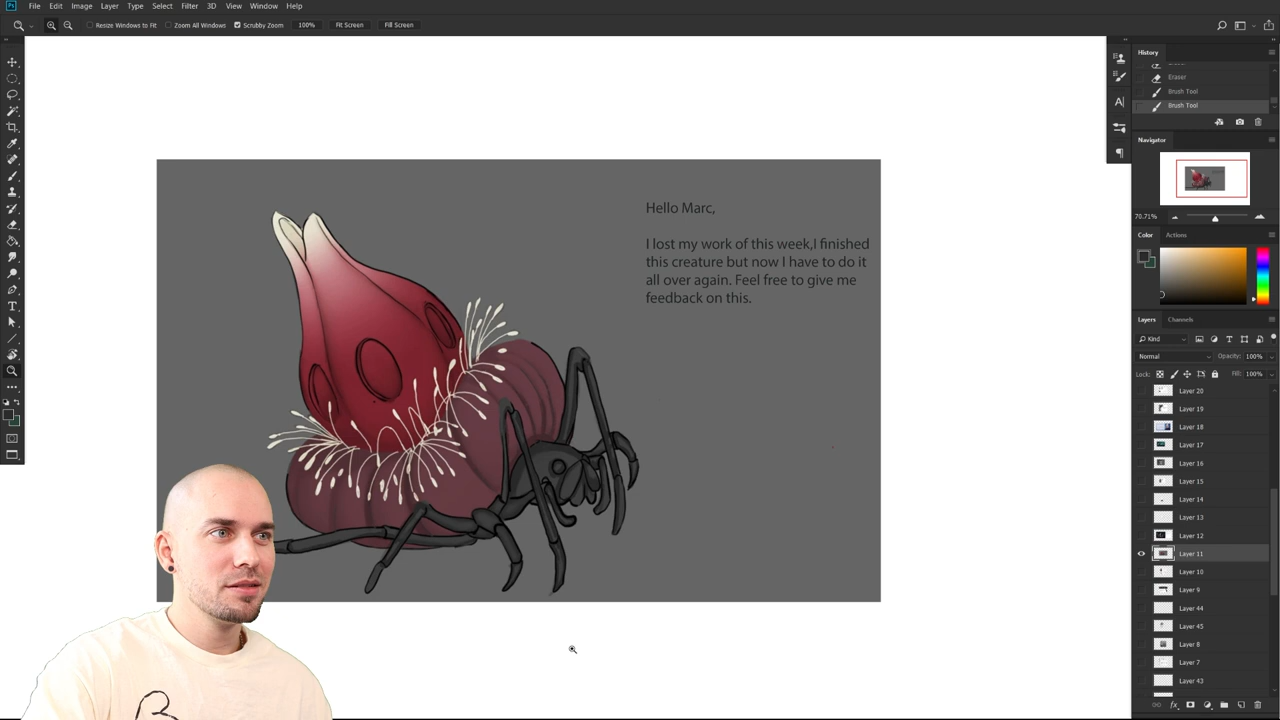 File Edit Image Layer Type Select Filter 3D View Window Help
Resize Windows to Fit Zoom All Windows Scrubby Zoom 100% Fit Screen Fill Screen
History
Eraser
Brush Tool
Brush Tool
Navigator
70.71%
Color Actions
Layers Channels
Kind
Normal Opacity: 100%
Lock: Fill: 100%
Layer 20
Layer 19
Layer 18
Layer 17
Layer 16
Layer 15
Layer 14
Layer 13
Layer 12
Layer 11
Layer 10
Layer 9
Layer 44
Layer 45
Layer 8
Layer 7
Layer 43
Hello Marc,
I lost my work of this week,I finished
this creature but now I have to do it
all over again. Feel free to give me
feedback on this.